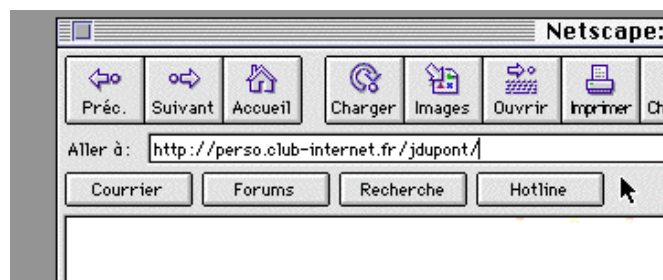 Netscape:
Préc. Suivant Accueil Charger Images Ouvrir Imprimer Ch
Aller à: http://perso.club-internet.fr/jdupont/
Courrier Forums Recherche Hotline